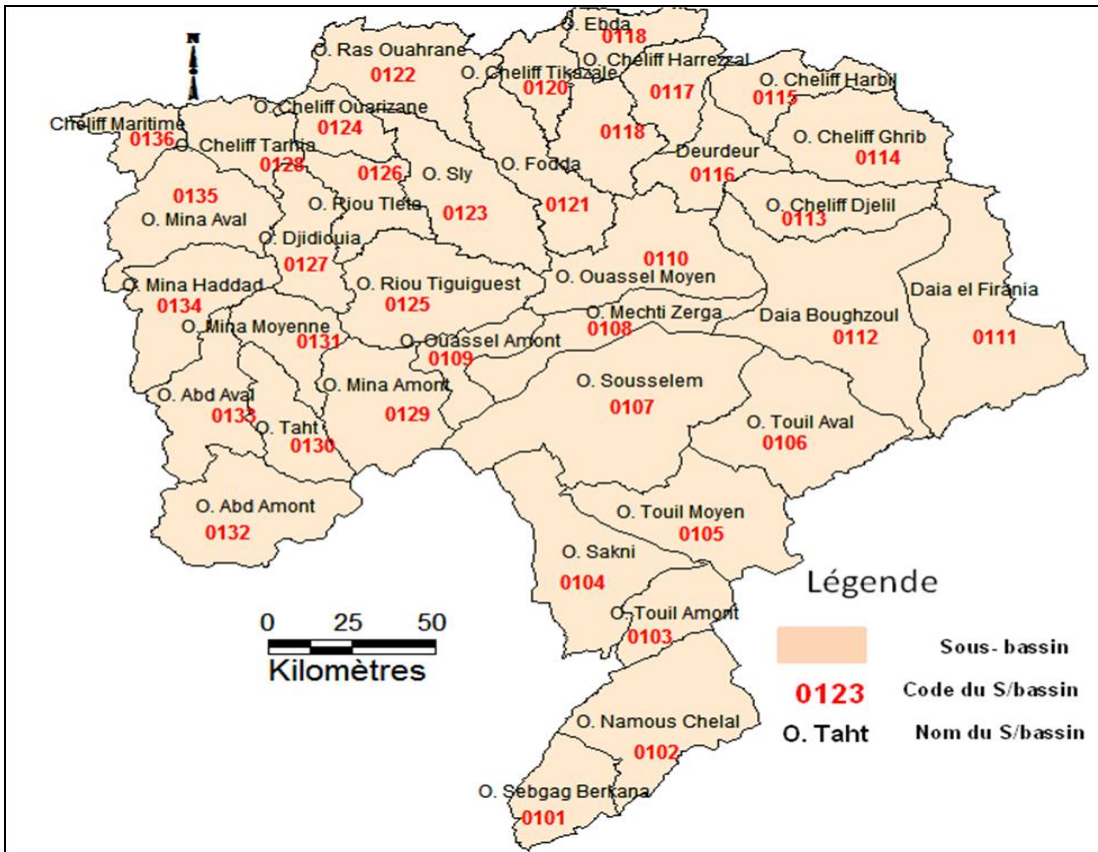 N
O. Ebda
0118
O. Ras Ouahrane
0122
O. Cheliff Tikazale
0120
O. Cheliff Harrezzal
0117
O. Cheliff Harbil
0115
O. Cheliff Ouarizane
0124
0118
O. Cheliff Ghrib
0114
Cheliff Maritime
0136
O. Cheliff Tarhia
0128
0126
O. Sly
0123
O. Fodda
0121
Deurdeur
0116
0135
O. Mina Aval
O. Riou Tleta
O. Cheliff Djelil
0113
O. Djidiouia
0127
0110
O. Ouassel Moyen
O. Mina Haddad
0134
O. Riou Tiguiguest
0125
Daia el Firania
0111
O. Mina Moyenne
0131
O. Mechti Zerga
0108
Daia Boughzoul
0112
O. Ouassel Amont
0109
O. Abd Aval
0133
O. Mina Amont
0129
O. Sousselem
0107
O. Taht
0130
O. Touil Aval
0106
O. Abd Amont
0132
O. Touil Moyen
0105
O. Sakni
0104
O. Touil Amont
0103
0 25 50
Kilomètres
O. Namous Chelal
0102
O. Sebgag Berkana
0101
Légende
Sous- bassin
0123 Code du S/bassin
O. Taht Nom du S/bassin